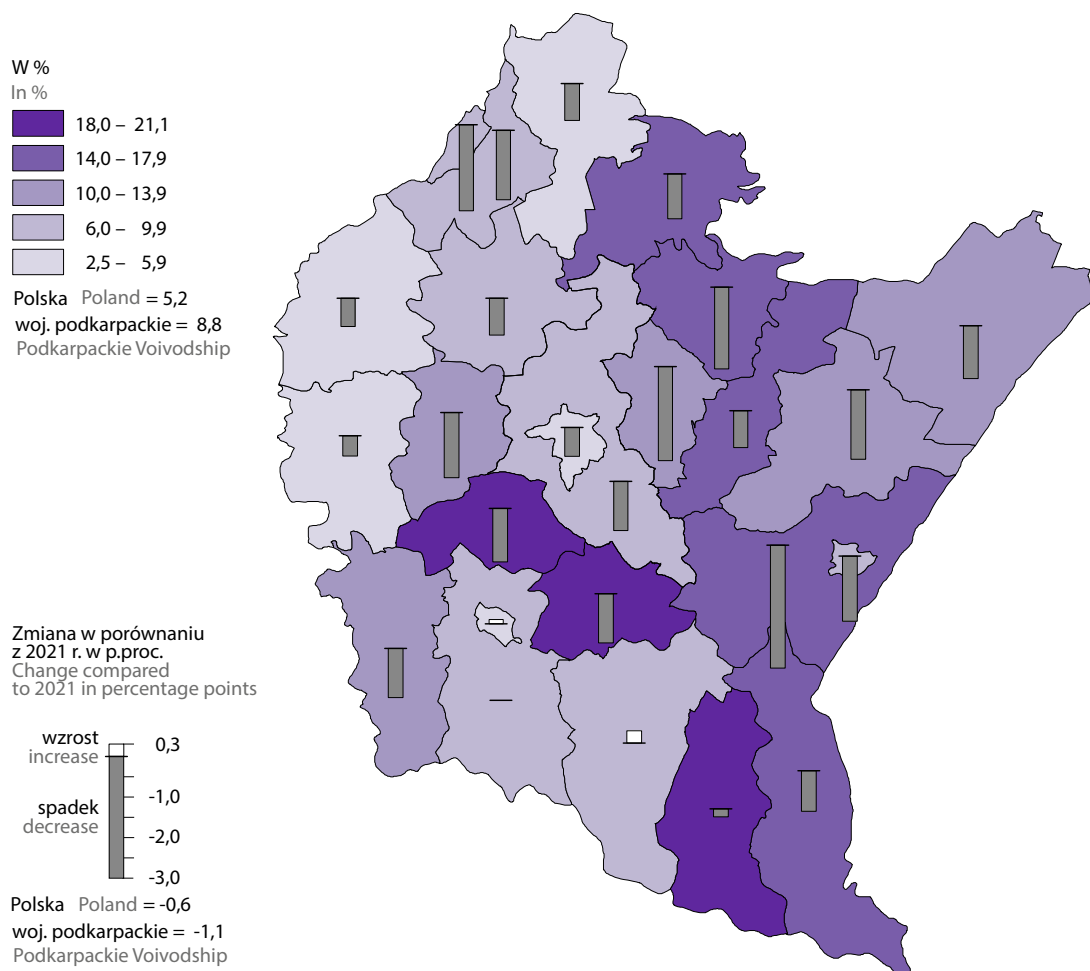 W %
In %
18,0 – 21,1
14,0 – 17,9
10,0 – 13,9
6,0 – 9,9
2,5 – 5,9
Polska Poland = 5,2
woj. podkarpackie = 8,8
Podkarpackie Voivodship
Zmiana w porównaniu
z 2021 r. w p.proc.
Change compared
to 2021 in percentage points
wzrost 0,3
increase
-1,0
spadek
decrease -2,0
-3,0
Polska Poland = -0,6
woj. podkarpackie = -1,1
Podkarpackie Voivodship